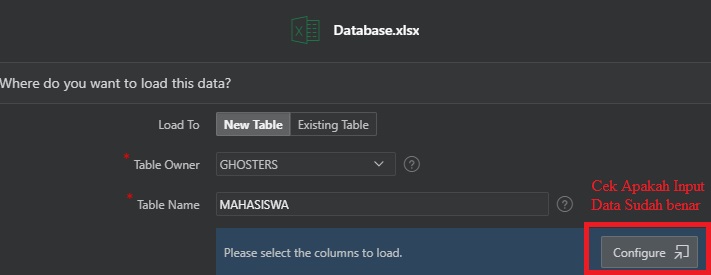 Database.xlsx
Where do you want to load this data?
Load To New Table Existing Table
* Table Owner GHOSTERS ?
* Table Name MAHASISWA ?
Cek Apakah Input
Data Sudah benar
Please select the columns to load. Configure